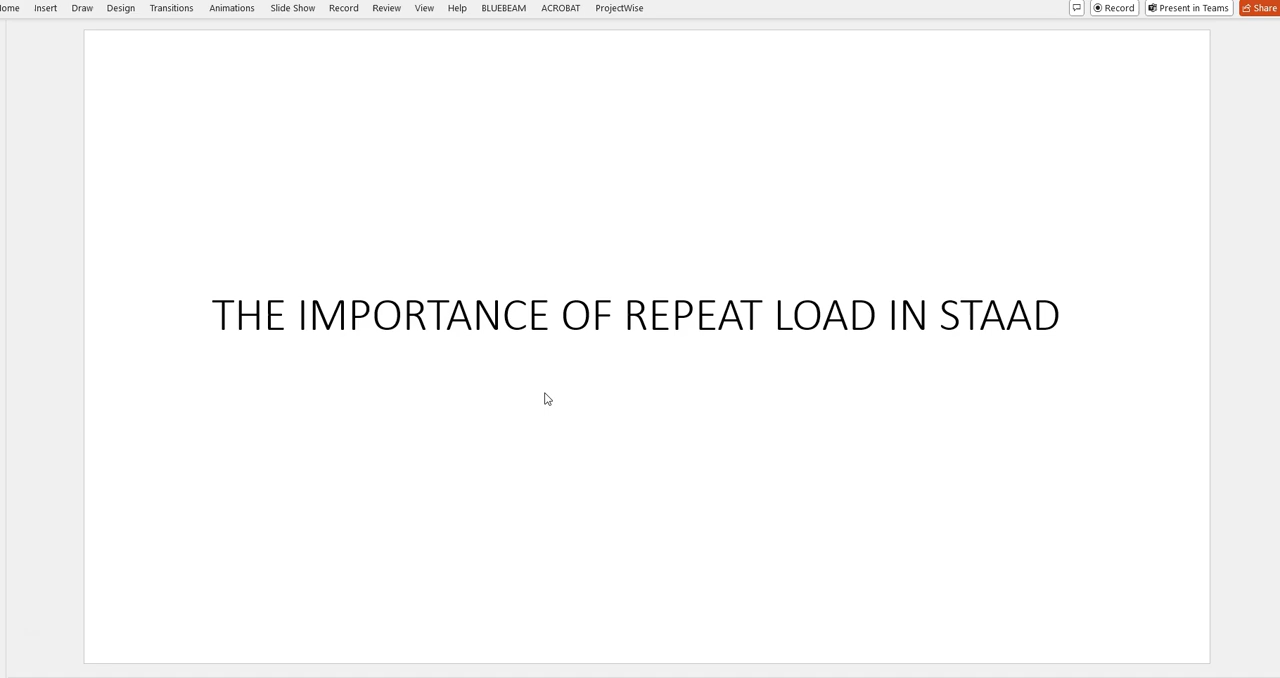 Insert Draw Design Transitions Animations Slide Show Record Review View Help BLUEBEAM ACROBAT ProjectWise Record Present in Teams Share
THE IMPORTANCE OF REPEAT LOAD IN STAAD